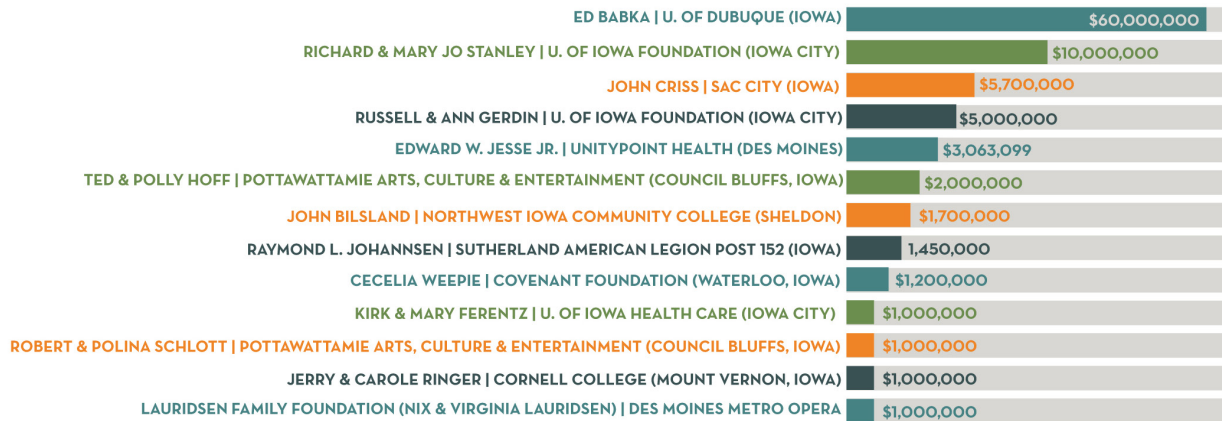 ED BABKA | U. OF DUBUQUE (IOWA) $60,000,000
RICHARD & MARY JO STANLEY | U. OF IOWA FOUNDATION (IOWA CITY) $10,000,000
JOHN CRISS | SAC CITY (IOWA) $5,700,000
RUSSELL & ANN GERDIN | U. OF IOWA FOUNDATION (IOWA CITY) $5,000,000
EDWARD W. JESSE JR. | UNITYPOINT HEALTH (DES MOINES) $3,063,099
TED & POLLY HOFF | POTTAWATTAMIE ARTS, CULTURE & ENTERTAINMENT (COUNCIL BLUFFS, IOWA) $2,000,000
JOHN BILSLAND | NORTHWEST IOWA COMMUNITY COLLEGE (SHELDON) $1,700,000
RAYMOND L. JOHANNSEN | SUTHERLAND AMERICAN LEGION POST 152 (IOWA) 1,450,000
CECELIA WEEPIE | COVENANT FOUNDATION (WATERLOO, IOWA) $1,200,000
KIRK & MARY FERENTZ | U. OF IOWA HEALTH CARE (IOWA CITY) $1,000,000
ROBERT & POLINA SCHLOTT | POTTAWATTAMIE ARTS, CULTURE & ENTERTAINMENT (COUNCIL BLUFFS, IOWA) $1,000,000
JERRY & CAROLE RINGER | CORNELL COLLEGE (MOUNT VERNON, IOWA) $1,000,000
LAURIDSEN FAMILY FOUNDATION (NIX & VIRGINIA LAURIDSEN) | DES MOINES METRO OPERA $1,000,000